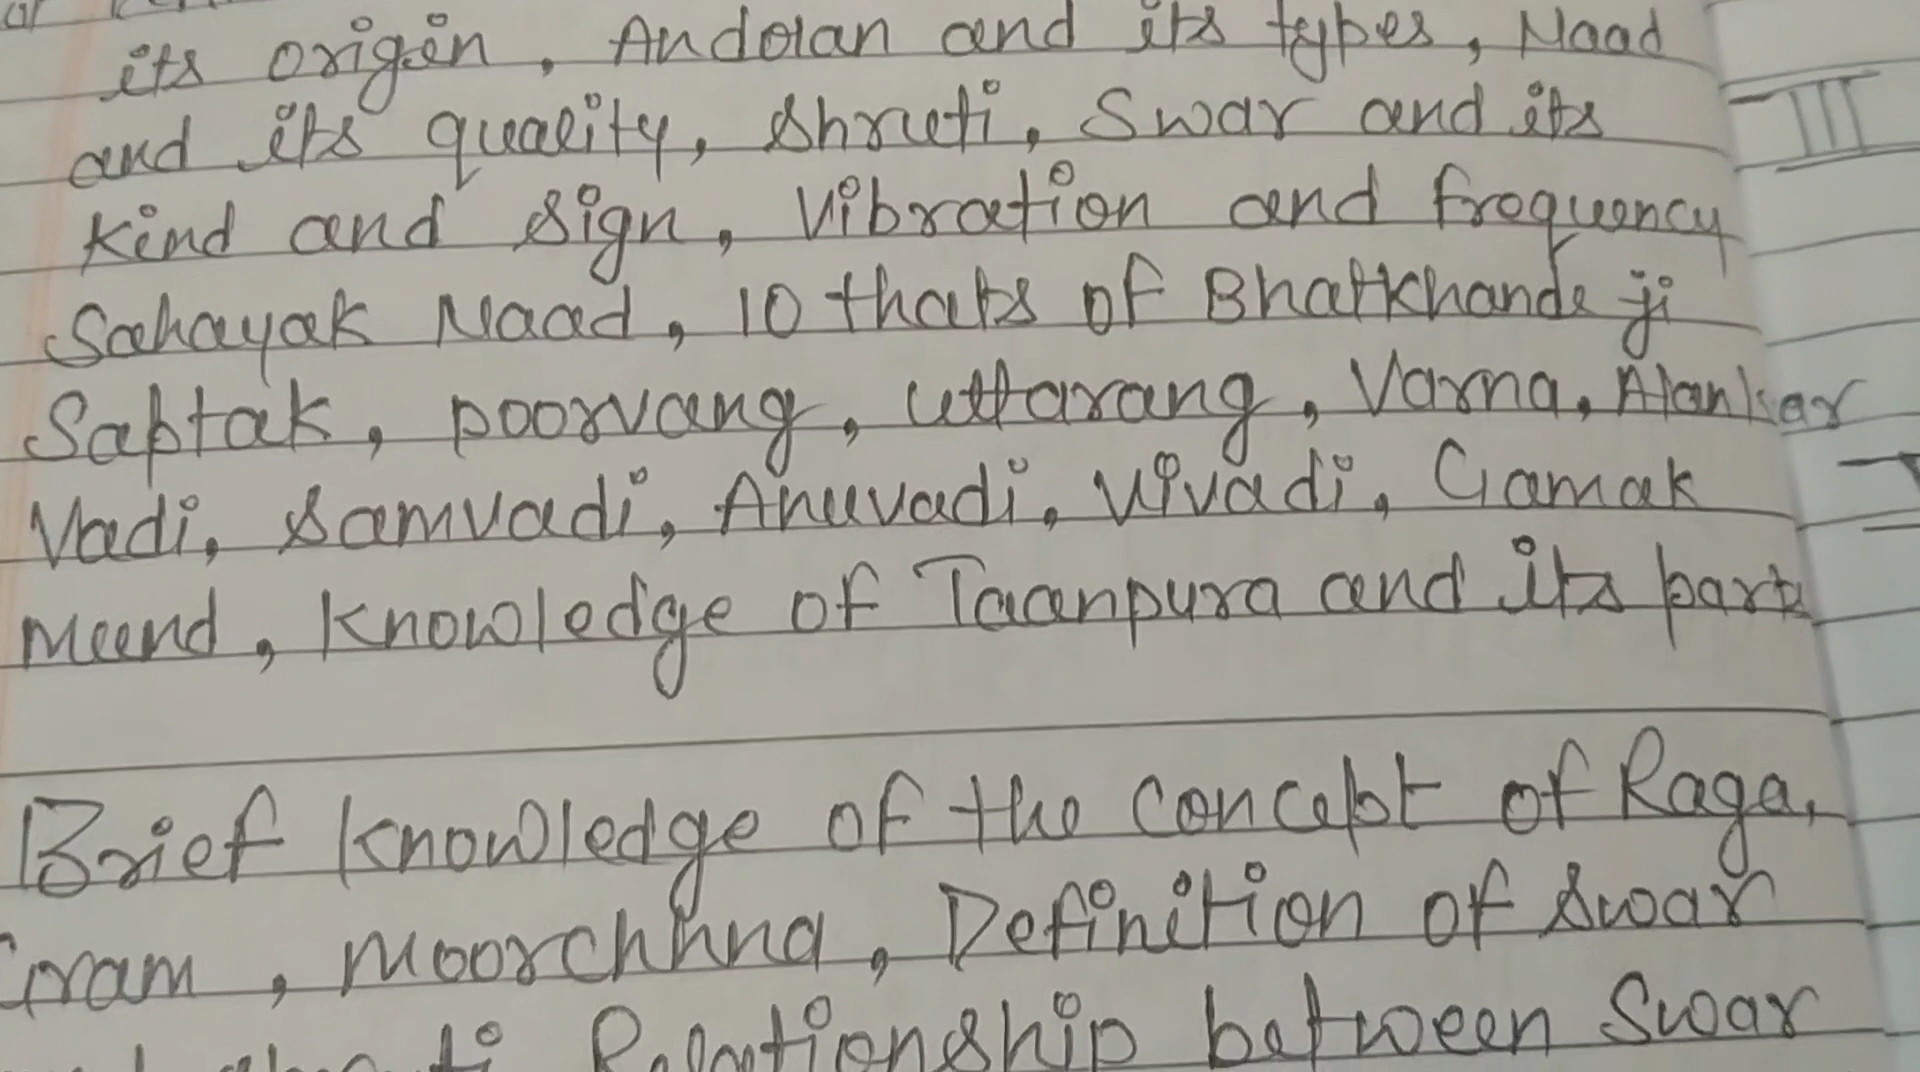 its origin, Andolan and its types, Naad
and its quality, Shruti, Swar and its
III
kind and sign, Vibration and frequency
Sahayak Naad, 10 thats of Bhatkhande ji
Saptak, poorvang, uttarang, Varna, Alankar
Vadi, Samvadi, Anuvadi, Vivadi, Gamak
Meend, Knowledge of Taanpura and its parts
Brief knowledge of the concept of Raga,
Gram, Moorchhna, Definition of Swar
Relationship between Swar